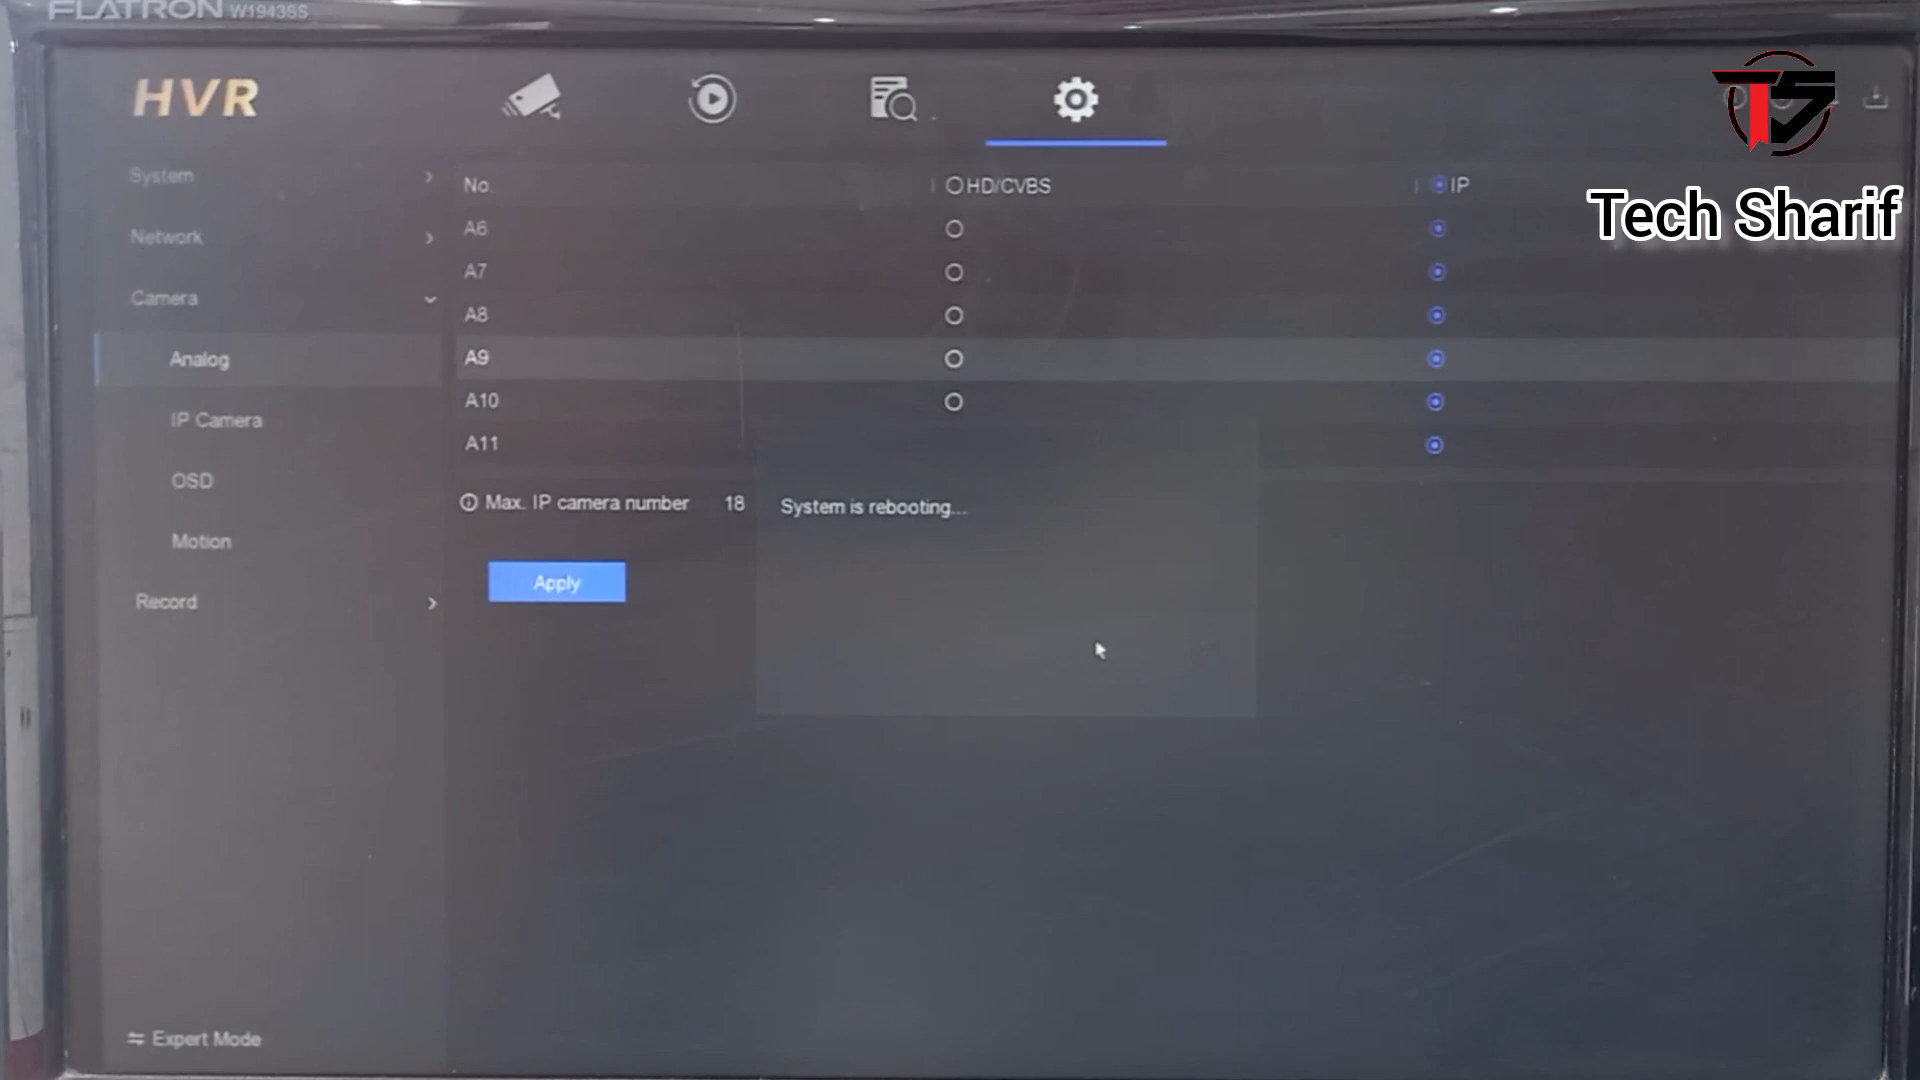 FLATRON W1943SS
HVR
TS
Tech Sharif
System
Network
Camera
Analog
IP Camera
OSD
Motion
Record
Expert Mode
No. HD/CVBS IP
A6
A7
A8
A9
A10
A11
Max. IP camera number 18
System is rebooting...
Apply